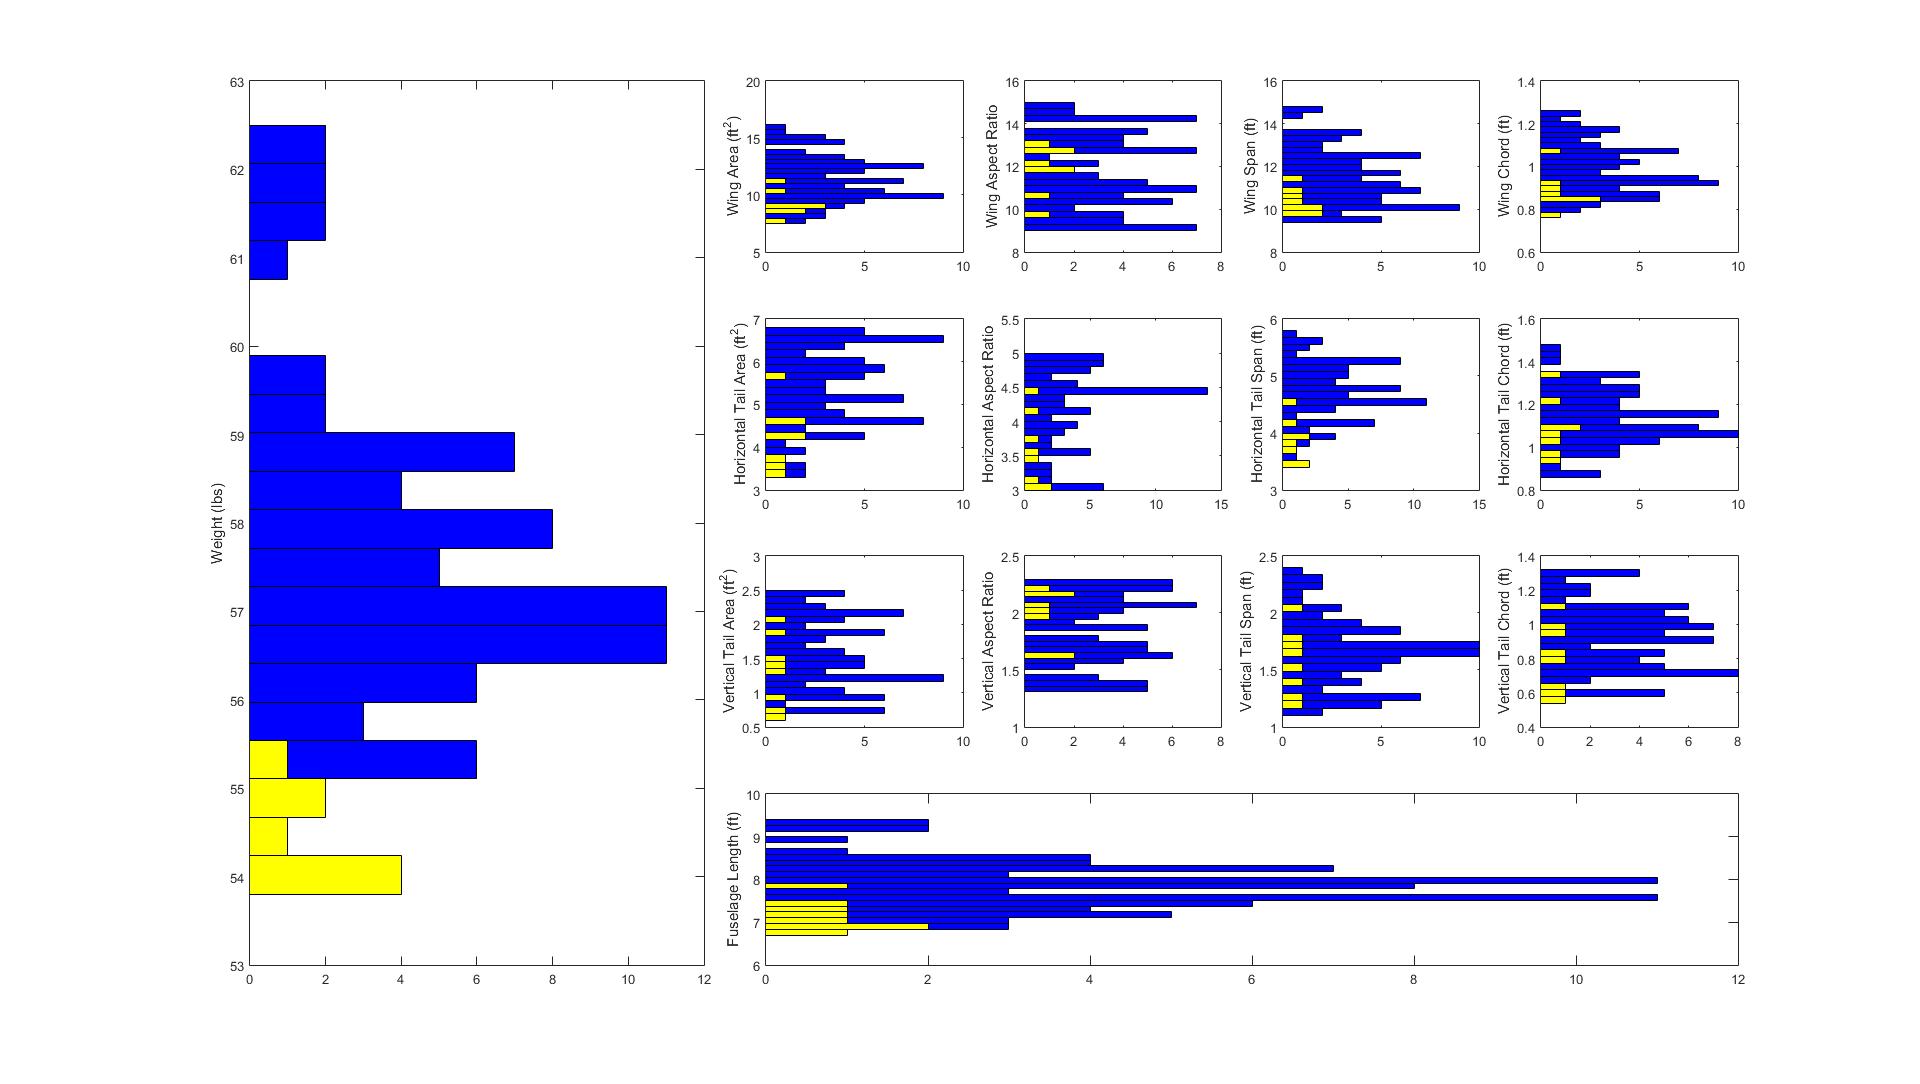 63
62
61
60
59
58
57
56
55
54
53
0 2 4 6 8 10 12
Weight (lbs)
20
15
10
5
0 5 10
Wing Area (ft²)
16
14
12
10
8
0 2 4 6 8
Wing Aspect Ratio
16
14
12
10
8
0 5 10
Wing Span (ft)
1.4
1.2
1
0.8
0.6
0 5 10
Wing Chord (ft)
7
6
5
4
3
0 5 10
Horizontal Tail Area (ft²)
5.5
5
4.5
4
3.5
3
0 5 10 15
Horizontal Aspect Ratio
6
5
4
3
0 5 10 15
Horizontal Tail Span (ft)
1.6
1.4
1.2
1
0.8
0 5 10
Horizontal Tail Chord (ft)
3
2.5
2
1.5
1
0.5
0 5 10
Vertical Tail Area (ft²)
2.5
2
1.5
1
0 2 4 6 8
Vertical Aspect Ratio
2.5
2
1.5
1
0 5 10
Vertical Tail Span (ft)
1.4
1.2
1
0.8
0.6
0.4
0 2 4 6 8
Vertical Tail Chord (ft)
10
9
8
7
6
0 2 4 6 8 10 12
Fuselage Length (ft)